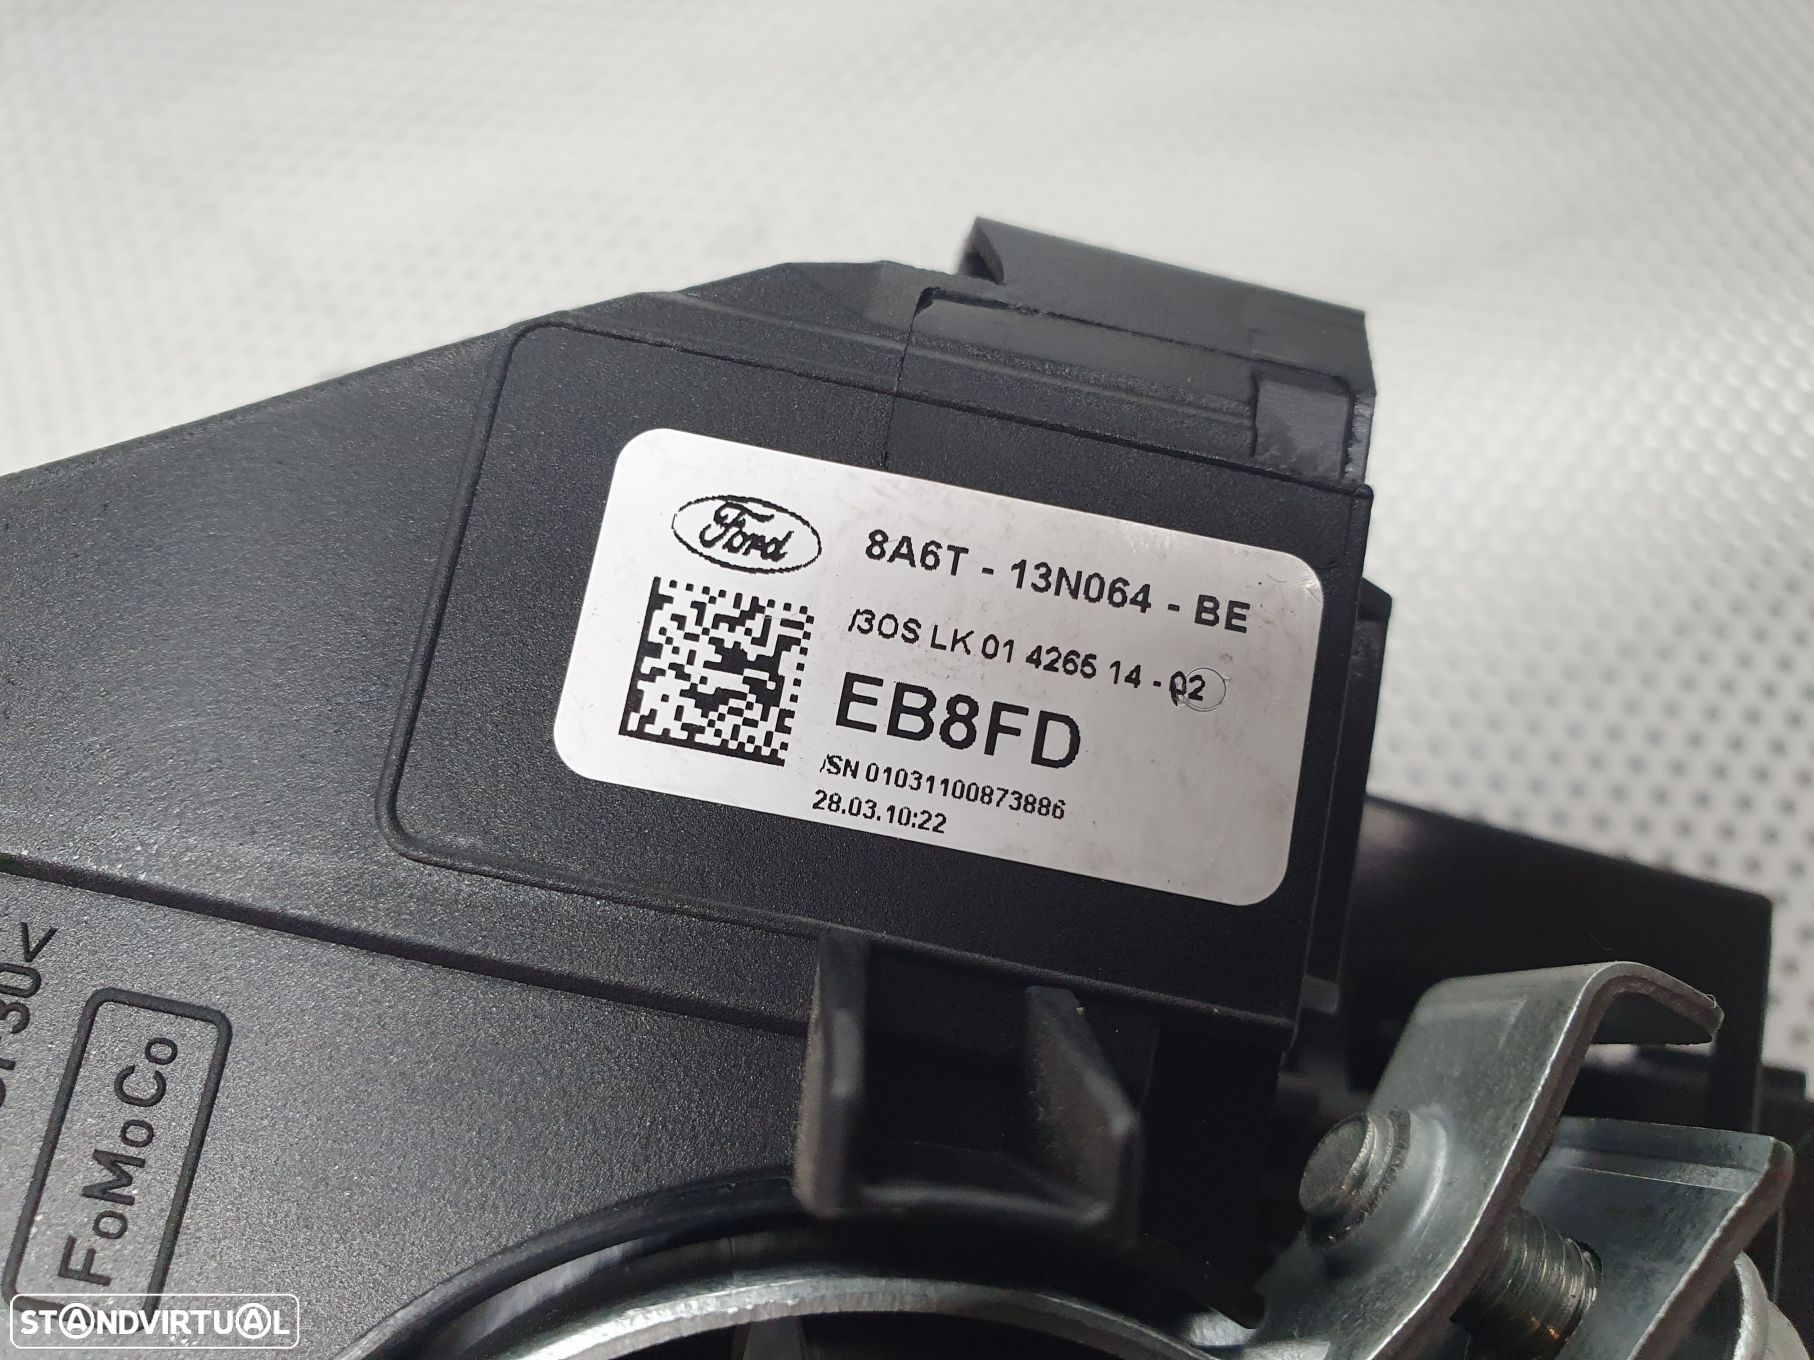 Ford
8A6T - 13N064 - BE
/3OS LK 01 4265 14 - 02
EB8FD
/SN 01031100873886
28.03.10:22
30<
FoMoCo
STANDVIRTUAL